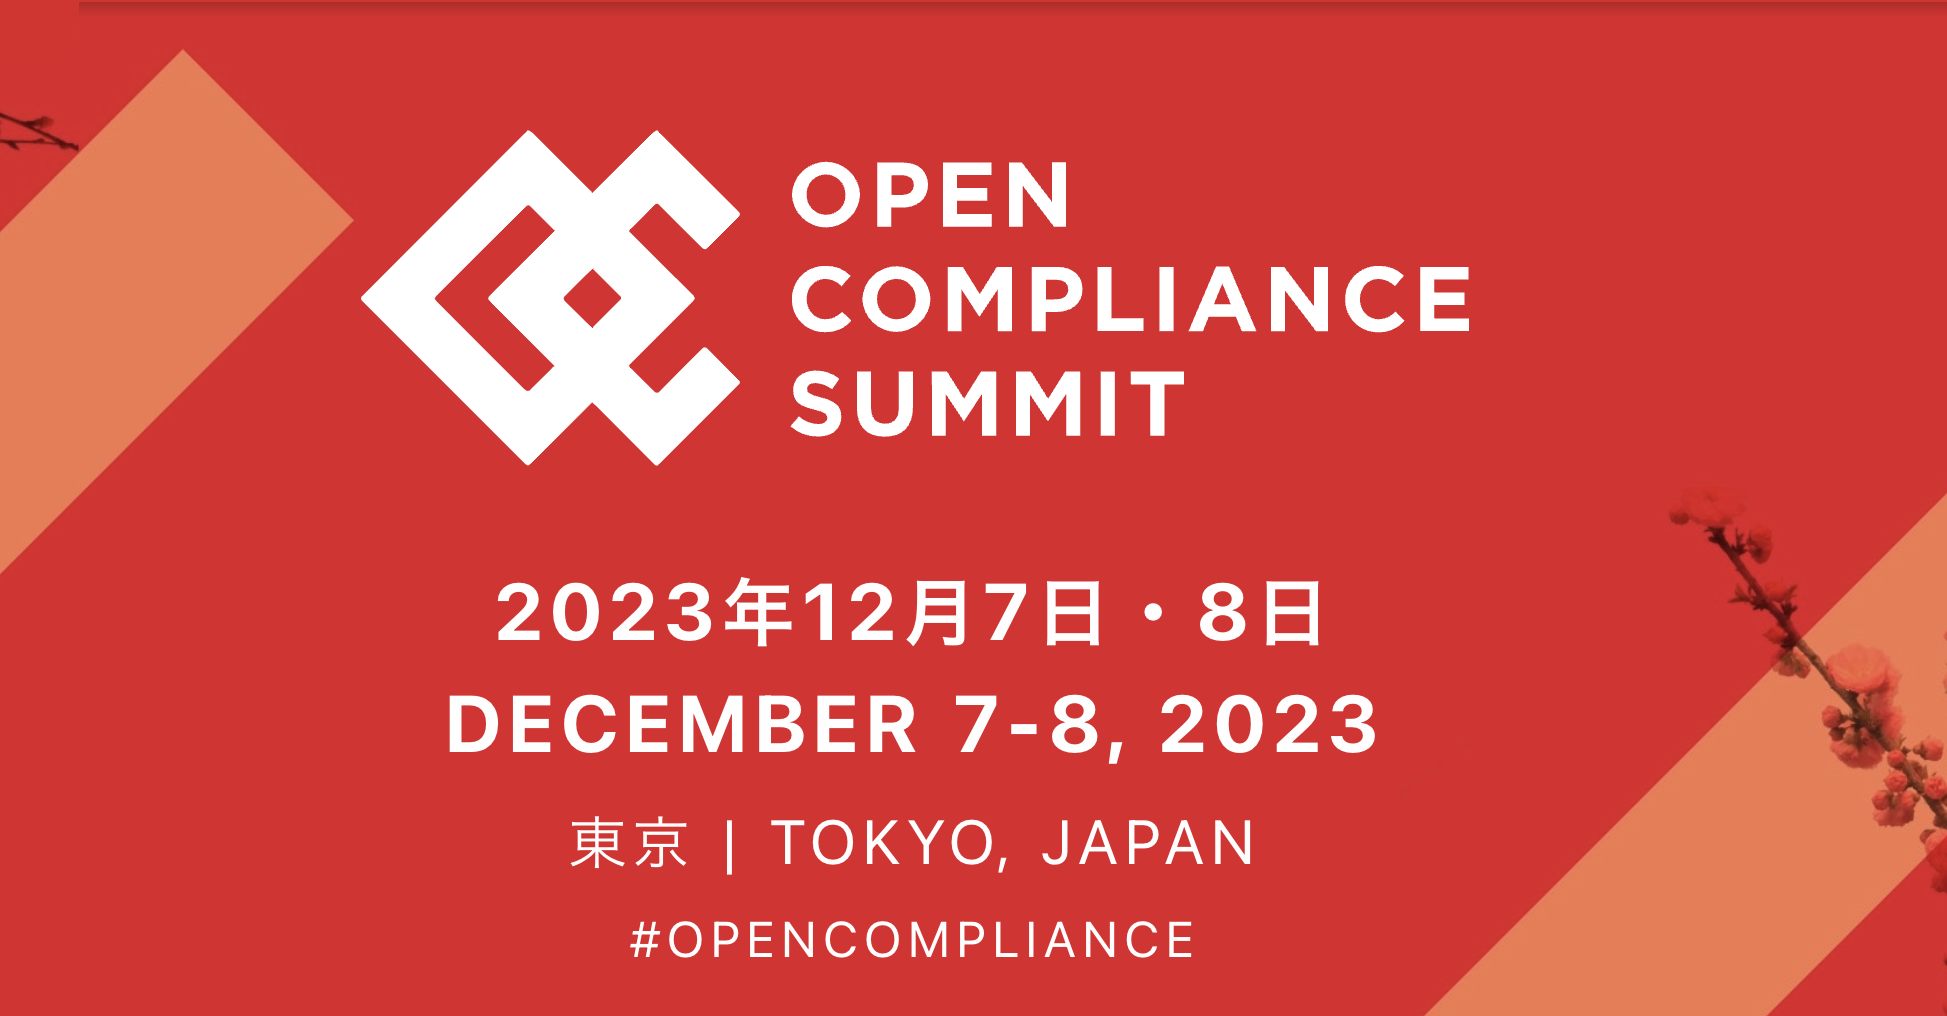 OPEN
COMPLIANCE
SUMMIT
2023年12月7日・8日
DECEMBER 7-8, 2023
東京 | TOKYO, JAPAN
#OPENCOMPLIANCE